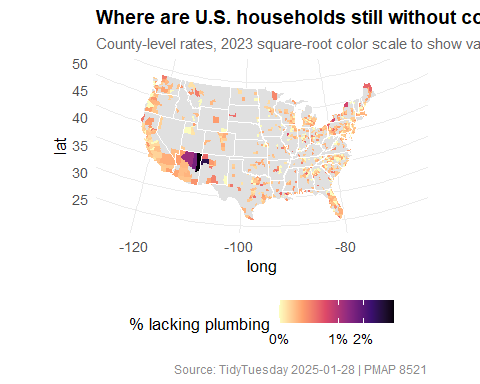 Where are U.S. households still without co
County-level rates, 2023 square-root color scale to show va
50
45
40
35
30
25
lat
-120 -100 -80
long
% lacking plumbing
0% 1% 2%
Source: TidyTuesday 2025-01-28 | PMAP 8521